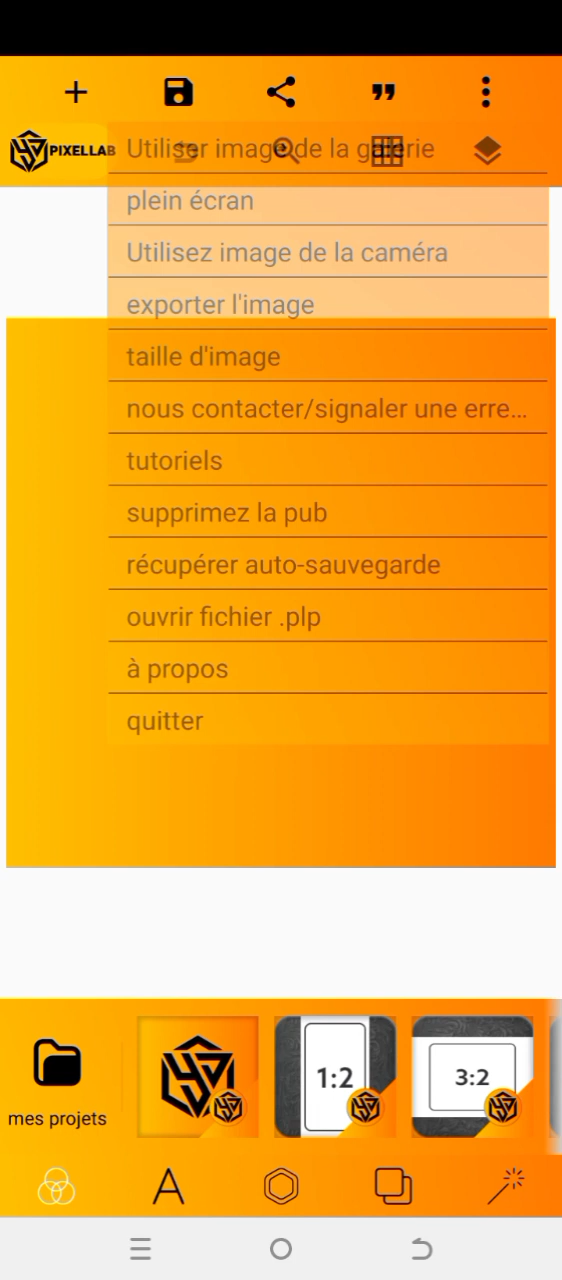 PIXELLAB
Utiliser image de la galerie
plein écran
Utilisez image de la caméra
exporter l'image
taille d'image
nous contacter/signaler une erre...
tutoriels
supprimez la pub
récupérer auto-sauvegarde
ouvrir fichier .plp
à propos
quitter
mes projets
1:2
3:2
A